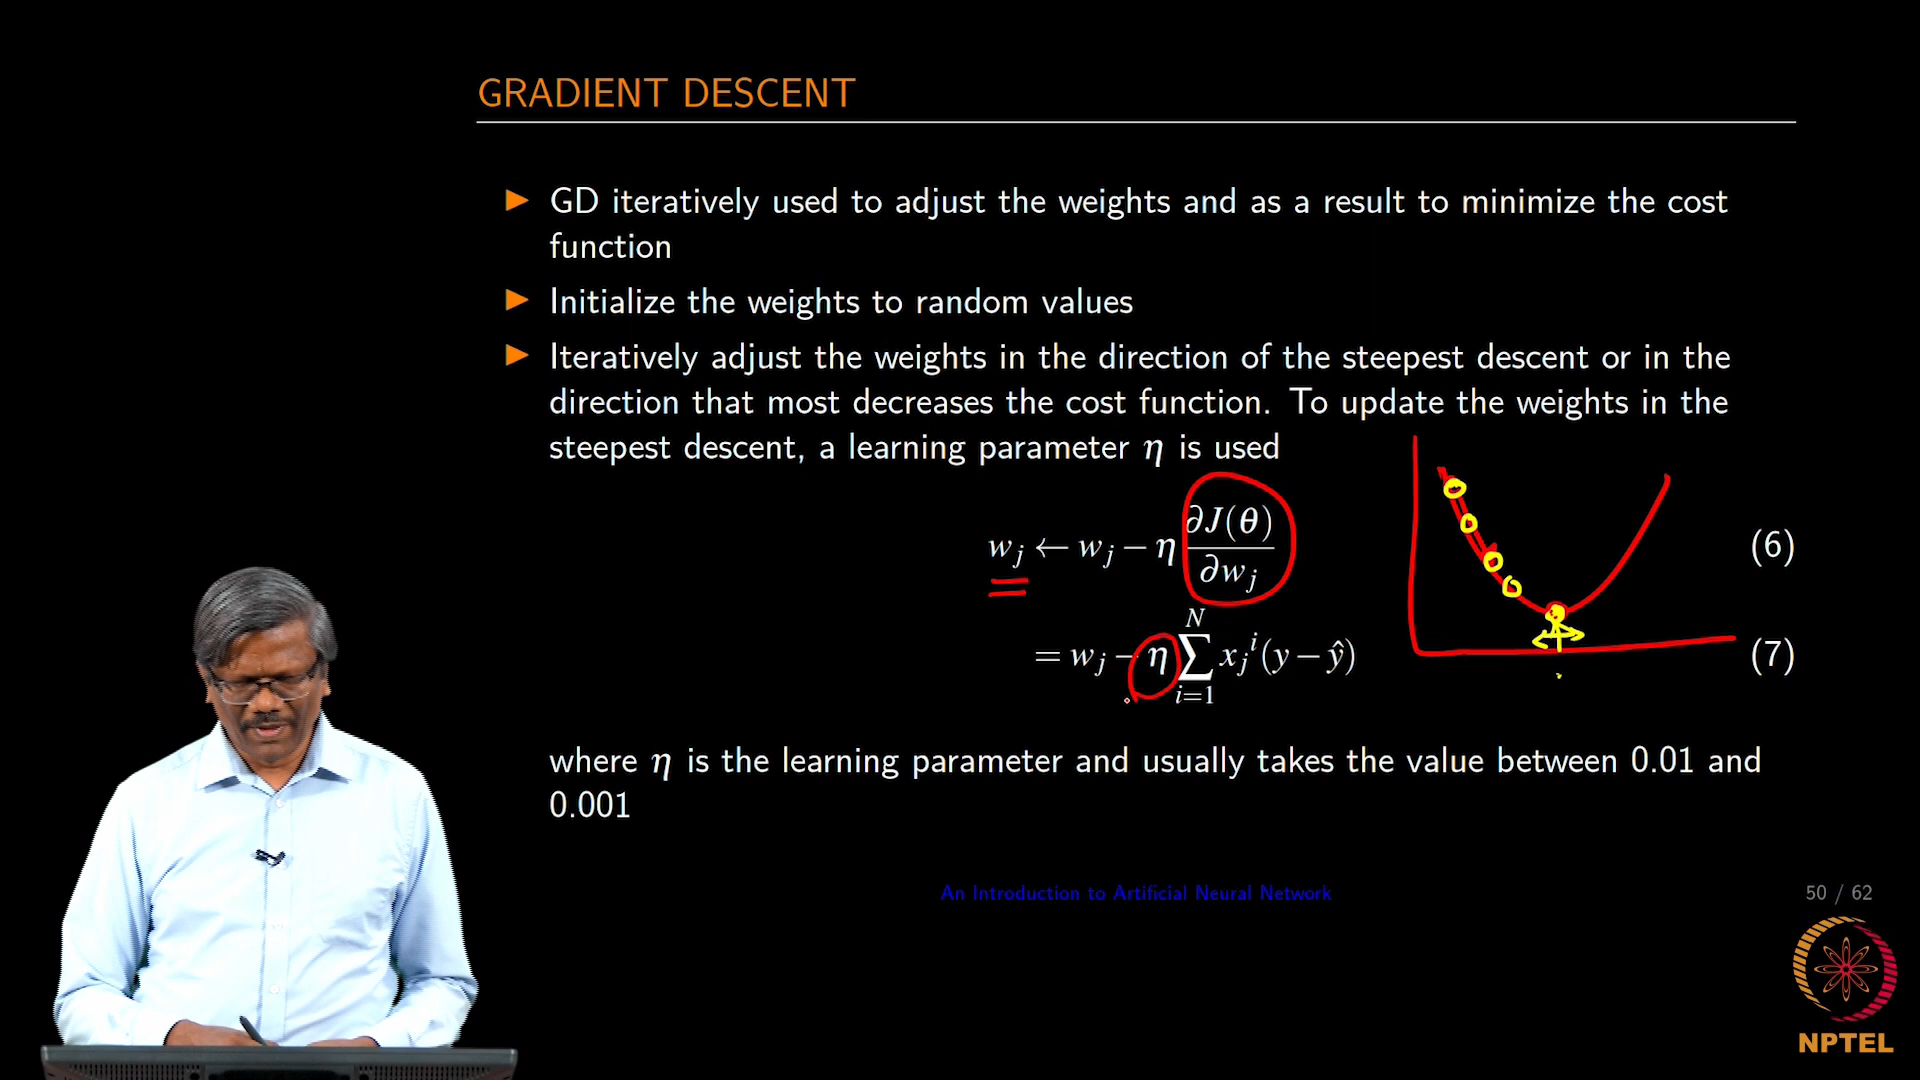 GRADIENT DESCENT
▶ GD iteratively used to adjust the weights and as a result to minimize the cost
function
▶ Initialize the weights to random values
▶ Iteratively adjust the weights in the direction of the steepest descent or in the
direction that most decreases the cost function. To update the weights in the
steepest descent, a learning parameter η is used
w_j ← w_j − η ∂J(θ)/∂w_j (6)
= w_j − η ∑_{i=1}^{N} x_j^i (y − ŷ) (7)
where η is the learning parameter and usually takes the value between 0.01 and
0.001
An Introduction to Artificial Neural Network
50 / 62
NPTEL